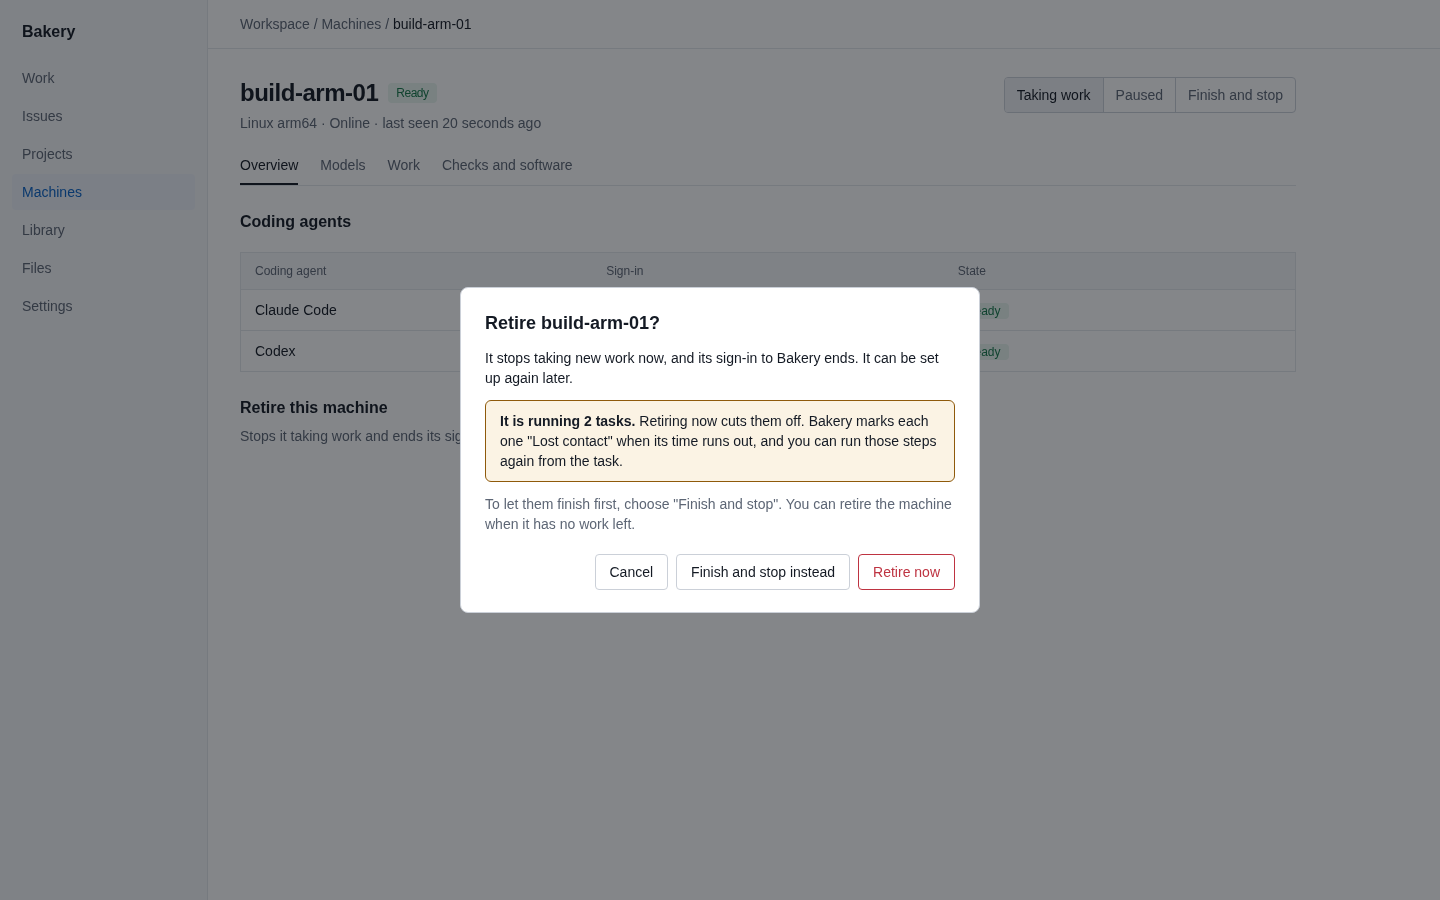 Bakery
Work
Issues
Projects
Machines
Library
Files
Settings
Workspace / Machines / build-arm-01
build-arm-01 Ready
Linux arm64 · Online · last seen 20 seconds ago
Taking work Paused Finish and stop
Overview Models Work Checks and software
Coding agents
Coding agent Sign-in State
Claude Code
Codex
Retire this machine
Stops it taking work and ends its
Retire build-arm-01?
It stops taking new work now, and its sign-in to Bakery ends. It can be set
up again later.
It is running 2 tasks. Retiring now cuts them off. Bakery marks each
one "Lost contact" when its time runs out, and you can run those steps
again from the task.
To let them finish first, choose "Finish and stop". You can retire the machine
when it has no work left.
Cancel Finish and stop instead Retire now